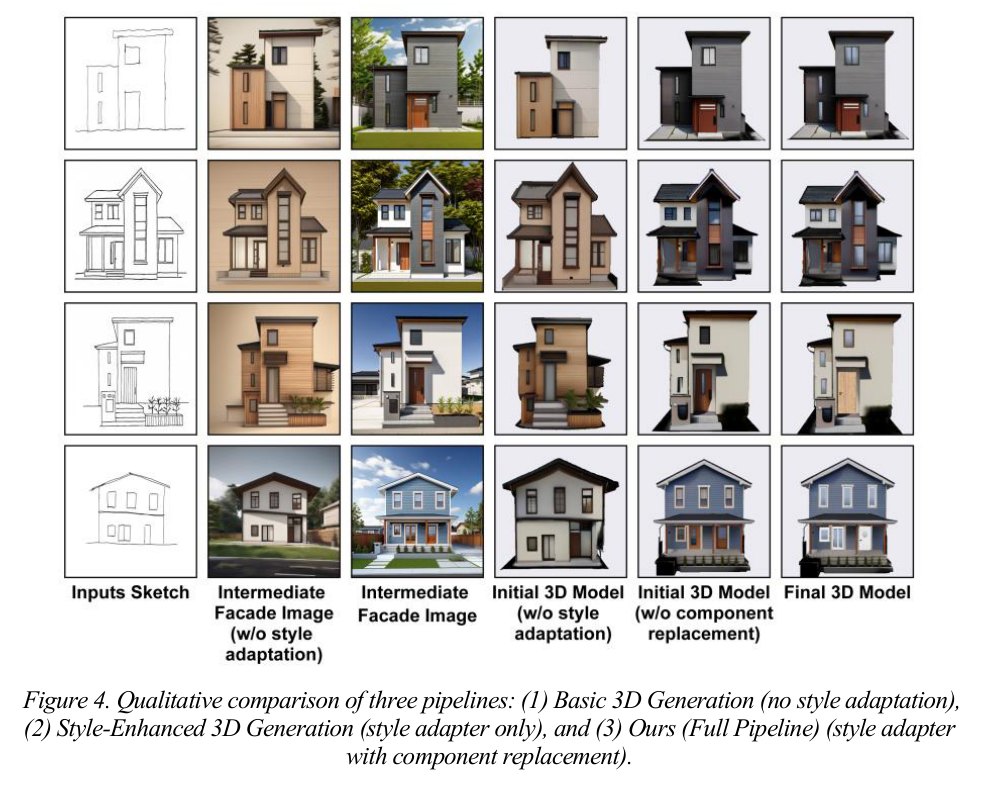 Inputs Sketch
Intermediate
Facade Image
(w/o style
adaptation)
Intermediate
Facade Image
Initial 3D Model
(w/o style
adaptation)
Initial 3D Model
(w/o component
replacement)
Final 3D Model
Figure 4. Qualitative comparison of three pipelines: (1) Basic 3D Generation (no style adaptation),
(2) Style-Enhanced 3D Generation (style adapter only), and (3) Ours (Full Pipeline) (style adapter
with component replacement).